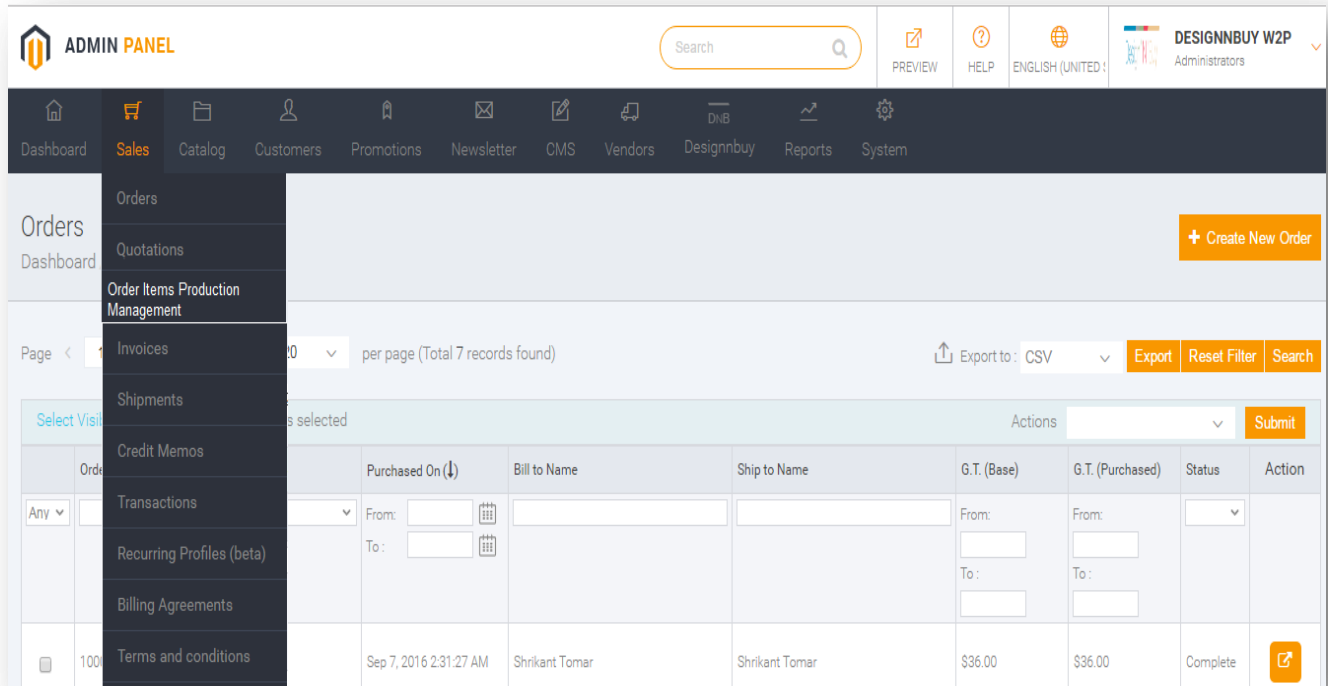 ADMIN PANEL
Search
PREVIEW
HELP
ENGLISH (UNITED
DESIGNNBUY W2P
Administrators
Dashboard
Sales
Catalog
Customers
Promotions
Newsletter
CMS
Vendors
DNB
Designnbuy
Reports
System
Orders
Dashboard
+ Create New Order
Orders
Quotations
Order Items Production
Management
Invoices
Shipments
Credit Memos
Transactions
Recurring Profiles (beta)
Billing Agreements
Terms and conditions
Page
20
per page (Total 7 records found)
Export to : CSV
Export
Reset Filter
Search
Select Visib
s selected
Actions
Submit
Orde
Purchased On
Bill to Name
Ship to Name
G.T. (Base)
G.T. (Purchased)
Status
Action
Any
From:
To :
From:
To :
From:
To :
1000
Sep 7, 2016 2:31:27 AM
Shrikant Tomar
Shrikant Tomar
$36.00
$36.00
Complete